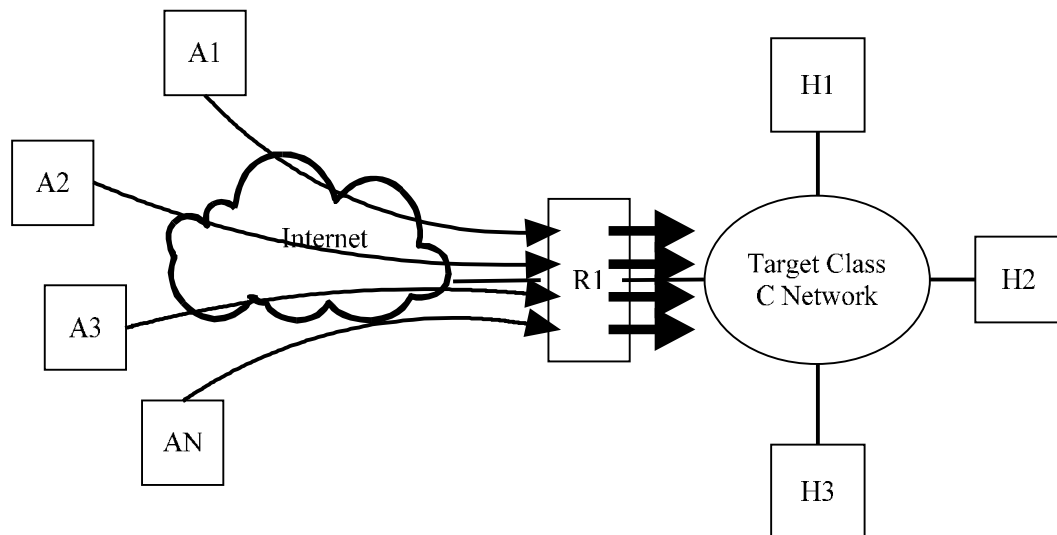 A1
A2
A3
AN
Internet
R1
Target Class
C Network
H1
H2
H3